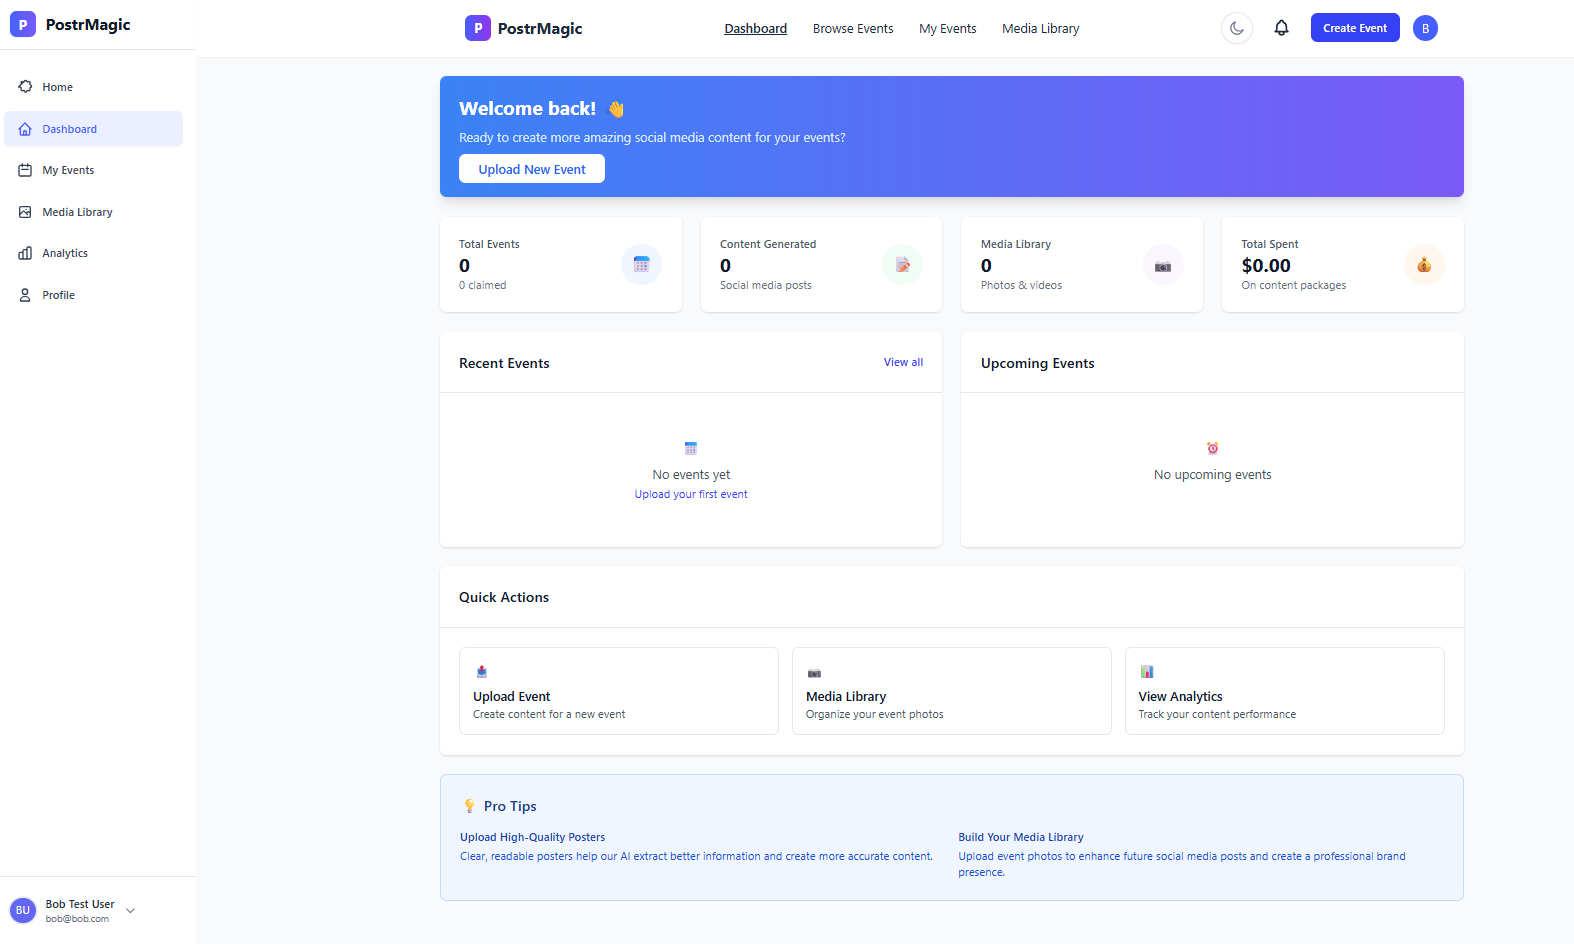 P PostrMagic
Home
Dashboard
My Events
Media Library
Analytics
Profile
BU
Bob Test User
bob@bob.com
P PostrMagic
Dashboard Browse Events My Events Media Library
Create Event
B
Welcome back! 👋
Ready to create more amazing social media content for your events?
Upload New Event
Total Events
0
0 claimed
Content Generated
0
Social media posts
Media Library
0
Photos & videos
Total Spent
$0.00
On content packages
Recent Events
View all
No events yet
Upload your first event
Upcoming Events
No upcoming events
Quick Actions
Upload Event
Create content for a new event
Media Library
Organize your event photos
View Analytics
Track your content performance
Pro Tips
Upload High-Quality Posters
Clear, readable posters help our AI extract better information and create more accurate content.
Build Your Media Library
Upload event photos to enhance future social media posts and create a professional brand
presence.